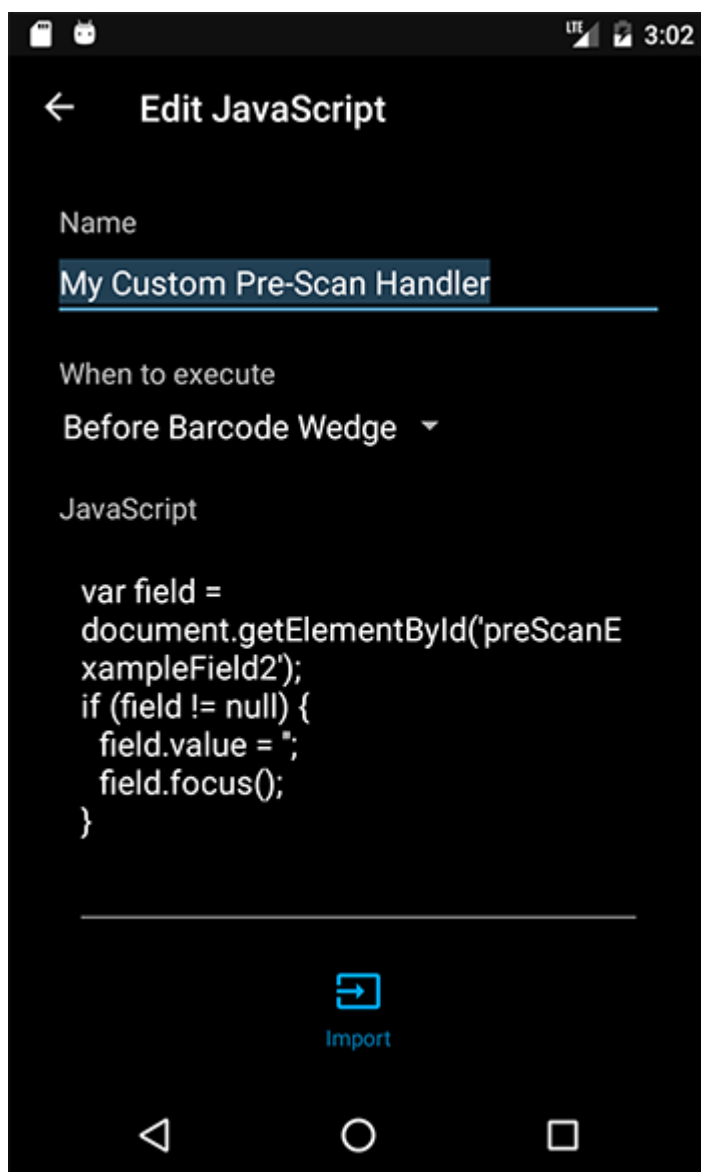 LTE 3:02
Edit JavaScript
Name
My Custom Pre-Scan Handler
When to execute
Before Barcode Wedge
JavaScript
var field =
document.getElementById('preScanE
xampleField2');
if (field != null) {
  field.value = '';
  field.focus();
}
Import